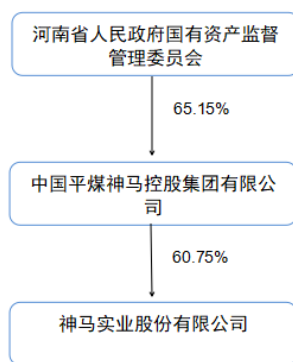 河南省人民政府国有资产监督
管理委员会
65.15%
中国平煤神马控股集团有限公
司
60.75%
神马实业股份有限公司